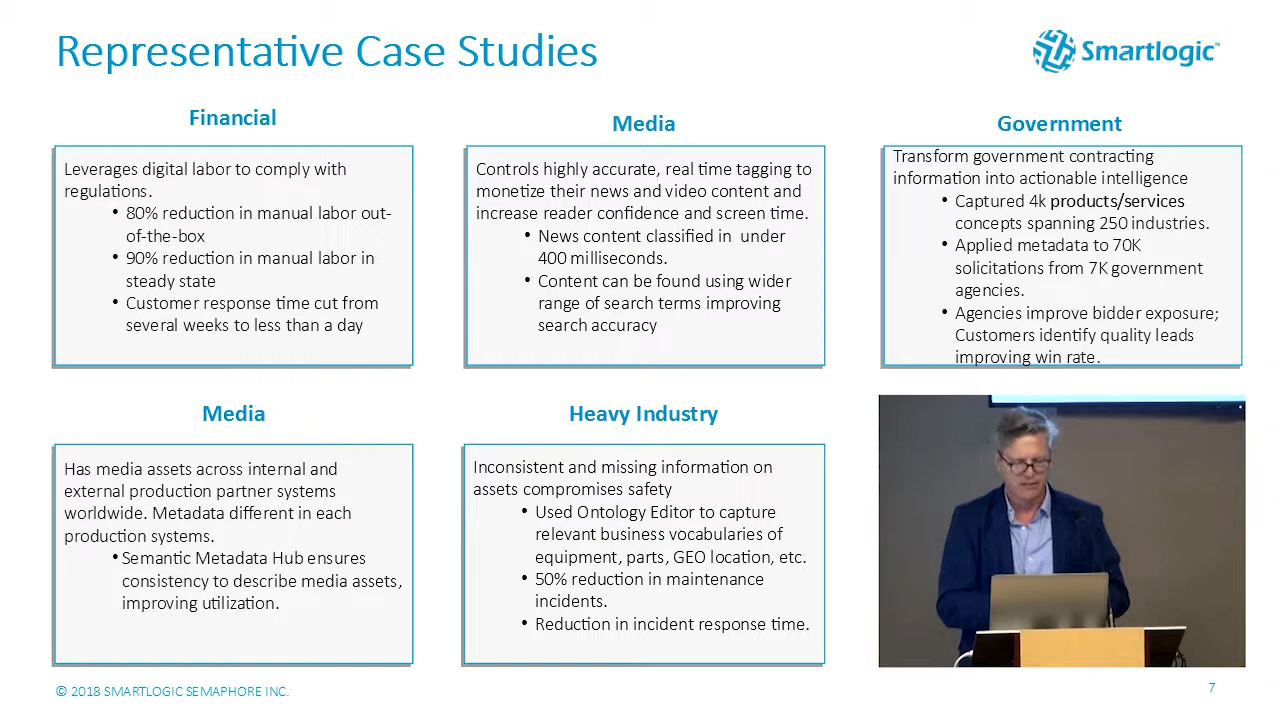 Representative Case Studies
Smartlogic™
Financial
Leverages digital labor to comply with
regulations.
• 80% reduction in manual labor out-
of-the-box
• 90% reduction in manual labor in
steady state
• Customer response time cut from
several weeks to less than a day
Media
Controls highly accurate, real time tagging to
monetize their news and video content and
increase reader confidence and screen time.
• News content classified in under
400 milliseconds.
• Content can be found using wider
range of search terms improving
search accuracy
Government
Transform government contracting
information into actionable intelligence
• Captured 4k products/services
concepts spanning 250 industries.
• Applied metadata to 70K
solicitations from 7K government
agencies.
• Agencies improve bidder exposure;
Customers identify quality leads
improving win rate.
Media
Has media assets across internal and
external production partner systems
worldwide. Metadata different in each
production systems.
• Semantic Metadata Hub ensures
consistency to describe media assets,
improving utilization.
Heavy Industry
Inconsistent and missing information on
assets compromises safety
• Used Ontology Editor to capture
relevant business vocabularies of
equipment, parts, GEO location, etc.
• 50% reduction in maintenance
incidents.
• Reduction in incident response time.
© 2018 SMARTLOGIC SEMAPHORE INC.
7